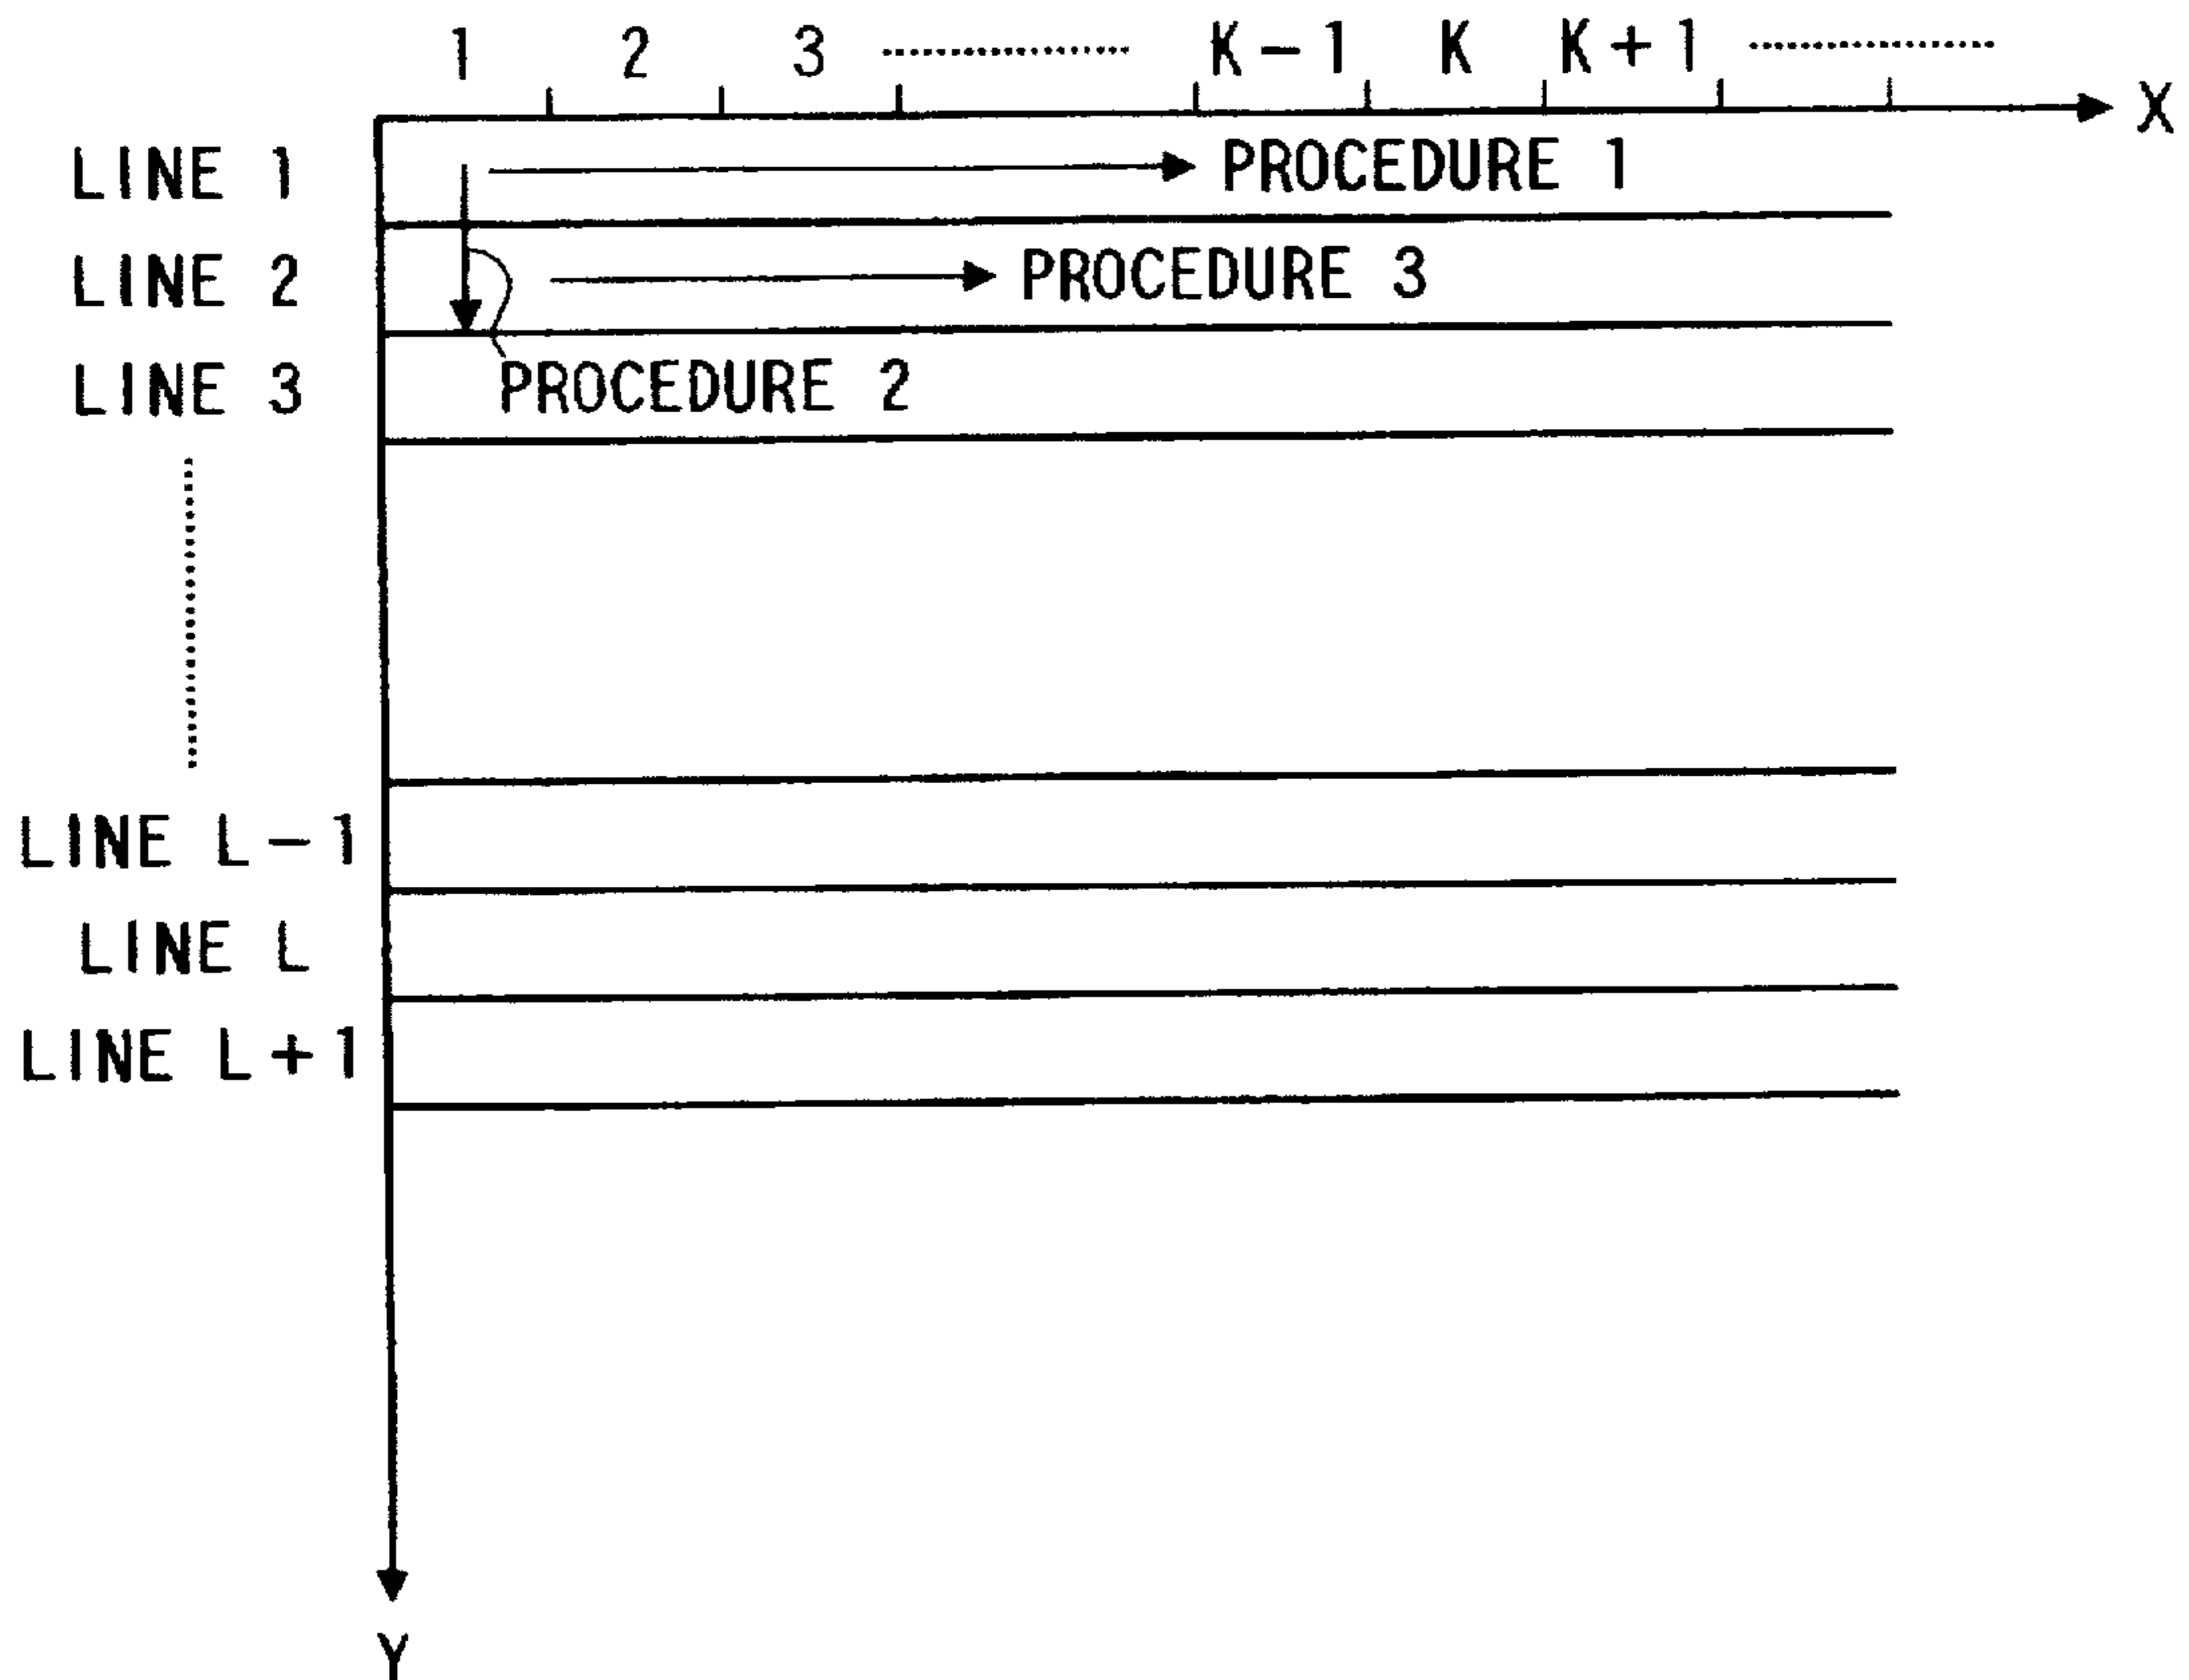 1 2 3 K-1 K K+1
X
LINE 1 PROCEDURE 1
LINE 2 PROCEDURE 3
LINE 3 PROCEDURE 2
LINE L-1
LINE L
LINE L+1
Y